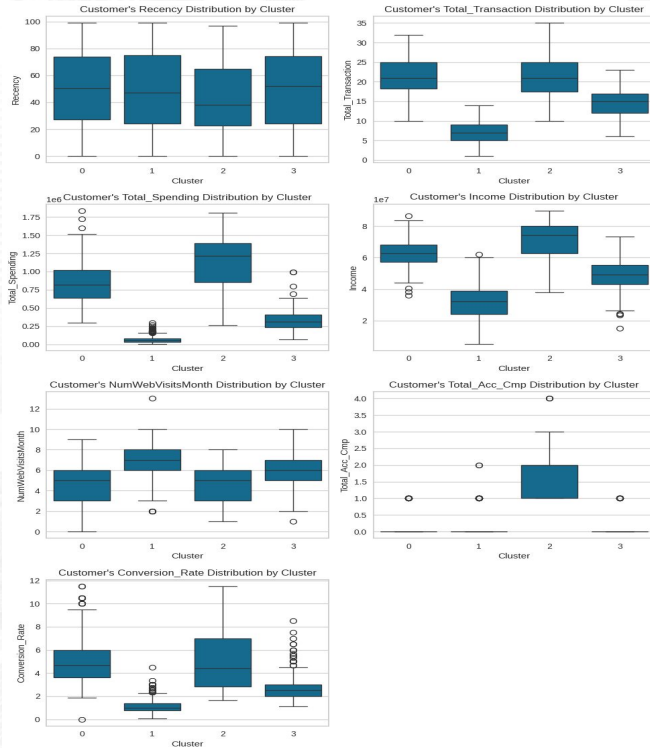 Customer's Recency Distribution by Cluster
100
80
60
40
20
0
Recency
0 1 2 3
Cluster
Customer's Total_Transaction Distribution by Cluster
35
30
25
20
15
10
5
0
Total_Transaction
0 1 2 3
Cluster
1e6
Customer's Total_Spending Distribution by Cluster
1.75
1.50
1.25
1.00
0.75
0.50
0.25
0.00
Total_Spending
0 1 2 3
Cluster
1e7
Customer's Income Distribution by Cluster
8
6
4
2
Income
0 1 2 3
Cluster
Customer's NumWebVisitsMonth Distribution by Cluster
12
10
8
6
4
2
0
NumWebVisitsMonth
0 1 2 3
Cluster
Customer's Total_Acc_Cmp Distribution by Cluster
4.0
3.5
3.0
2.5
2.0
1.5
1.0
0.5
0.0
Total_Acc_Cmp
0 1 2 3
Cluster
Customer's Conversion_Rate Distribution by Cluster
12
10
8
6
4
2
0
Conversion_Rate
0 1 2 3
Cluster